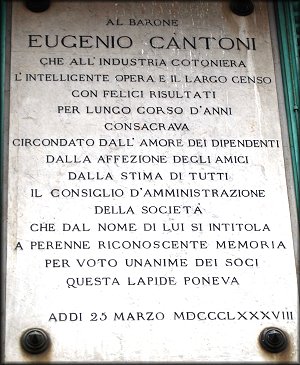 AL BARONE
EUGENIO CANTONI
CHE ALL'INDUSTRIA COTONIERA
L'INTELLIGENTE OPERA E IL LARGO CENSO
CON FELICI RISULTATI
PER LUNGO CORSO D'ANNI
CONSACRAVA
CIRCONDATO DALL'AMORE DEI DIPENDENTI
DALLA AFFEZIONE DEGLI AMICI
DALLA STIMA DI TUTTI
IL CONSIGLIO D'AMMINISTRAZIONE
DELLA SOCIETÁ
CHE DAL NOME DI LUI SI INTITOLA
A PERENNE RICONOSCENTE MEMORIA
PER VOTO UNANIME DEI SOCI
QUESTA LAPIDE PONEVA
ADDI 25 MARZO MDCCCLXXXVIII